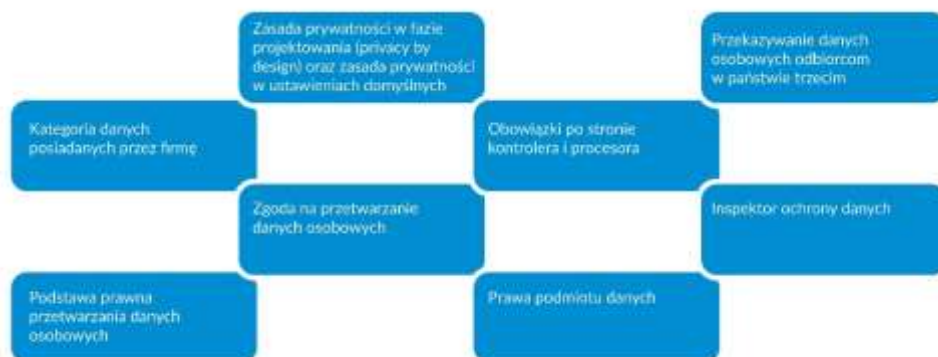 Zasada prywatności w fazie
projektowania (privacy by
design) oraz zasada prywatności
w ustawieniach domyślnych
Przekazywanie danych
osobowych odbiorcom
w państwie trzecim
Kategoria danych
posiadanych przez firmę
Obowiązki po stronie
kontrolera i procesora
Zgoda na przetwarzanie
danych osobowych
Inspektor ochrony danych
Podstawa prawna
przetwarzania danych
osobowych
Prawa podmiotu danych